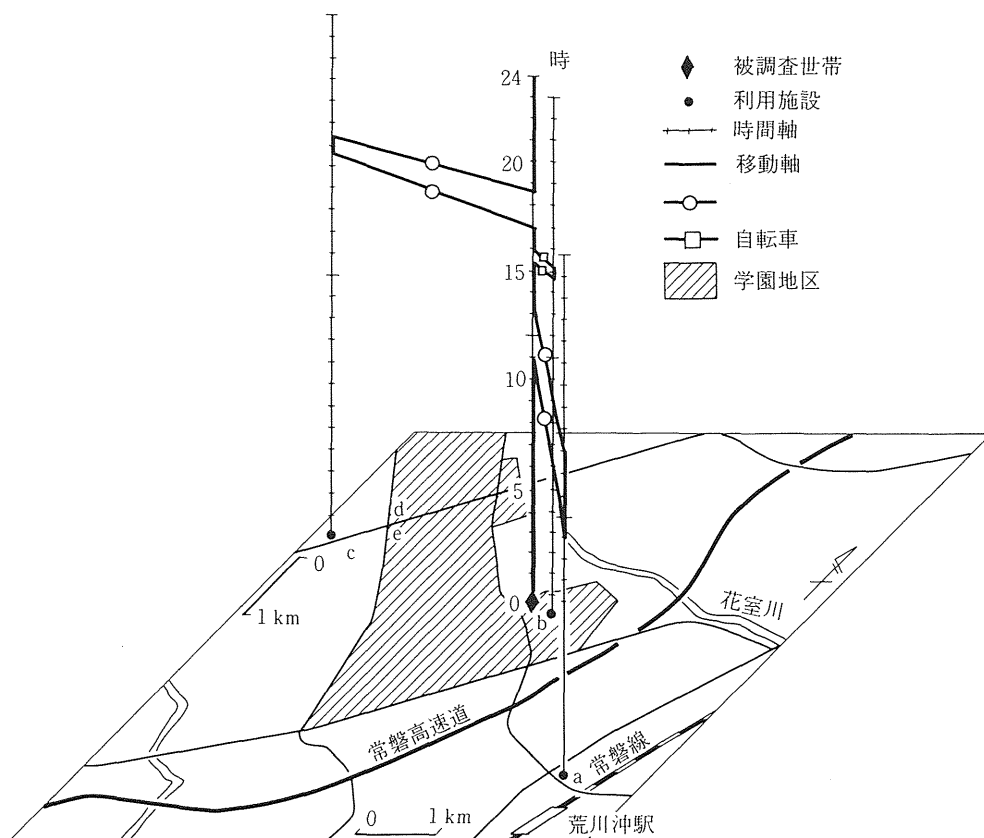 時
24
20
15
10
5
0
被調査世帯
利用施設
時間軸
移動軸
自転車
学園地区
d
e
c
0
1 km
b
花室川
常磐高速道
常磐線
a
0 1 km
荒川沖駅